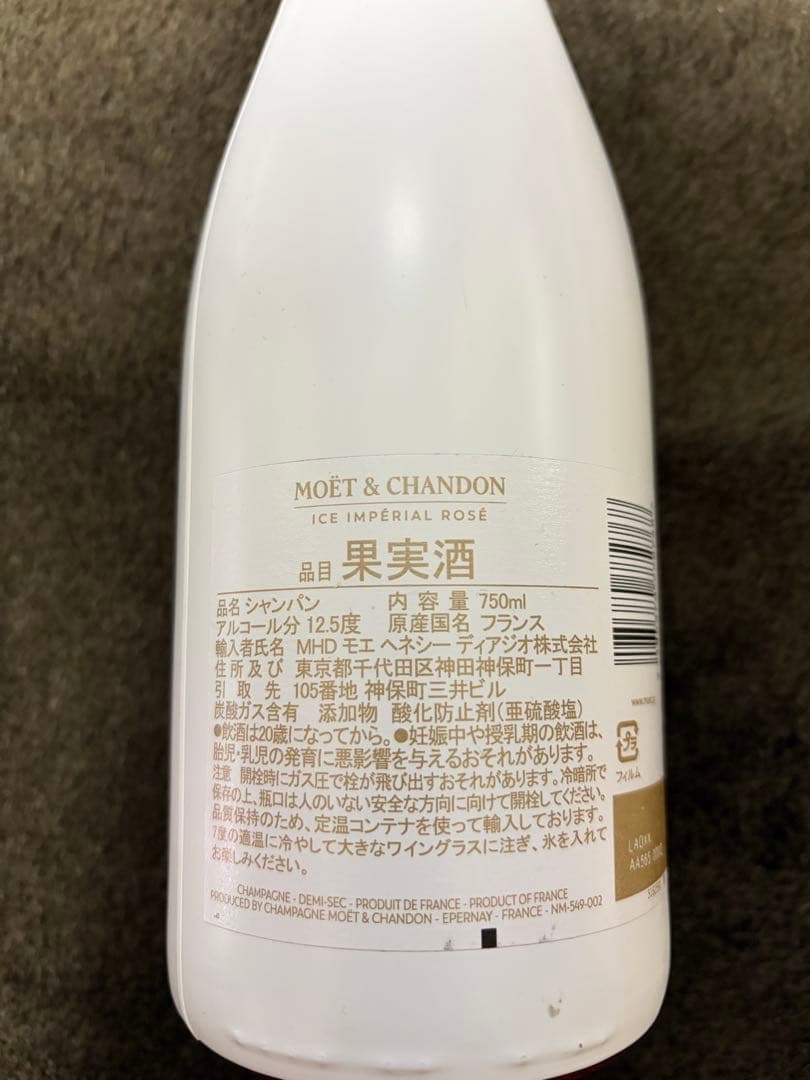 MOËT & CHANDON
ICE IMPÉRIAL ROSÉ
品目 果実酒
品名 シャンパン 内容量 750ml
アルコール分 12.5度 原産国名 フランス
輸入者氏名 MHD モエ ヘネシー ディアジオ株式会社
住所及び 東京都千代田区神田神保町一丁目
引取先 105番地 神保町三井ビル
炭酸ガス含有 添加物 酸化防止剤(亜硫酸塩)
●飲酒は20歳になってから。●妊娠中や授乳期の飲酒は、
胎児・乳児の発育に悪影響を与えるおそれがあります。
注意 開栓時にガス圧で栓が飛び出すおそれがあります。冷暗所で
保存の上、瓶口は人のいない安全な方向に向けて開栓してください。
品質保持のため、定温コンテナを使って輸入しております。
7度の適温に冷やして大きなワイングラスに注ぎ、氷を入れて
お楽しみください。
CHAMPAGNE - DEMI-SEC - PRODUIT DE FRANCE - PRODUCT OF FRANCE
PRODUCED BY CHAMPAGNE MOËT & CHANDON - EPERNAY - FRANCE - NM-549-002
プラ
フィルム